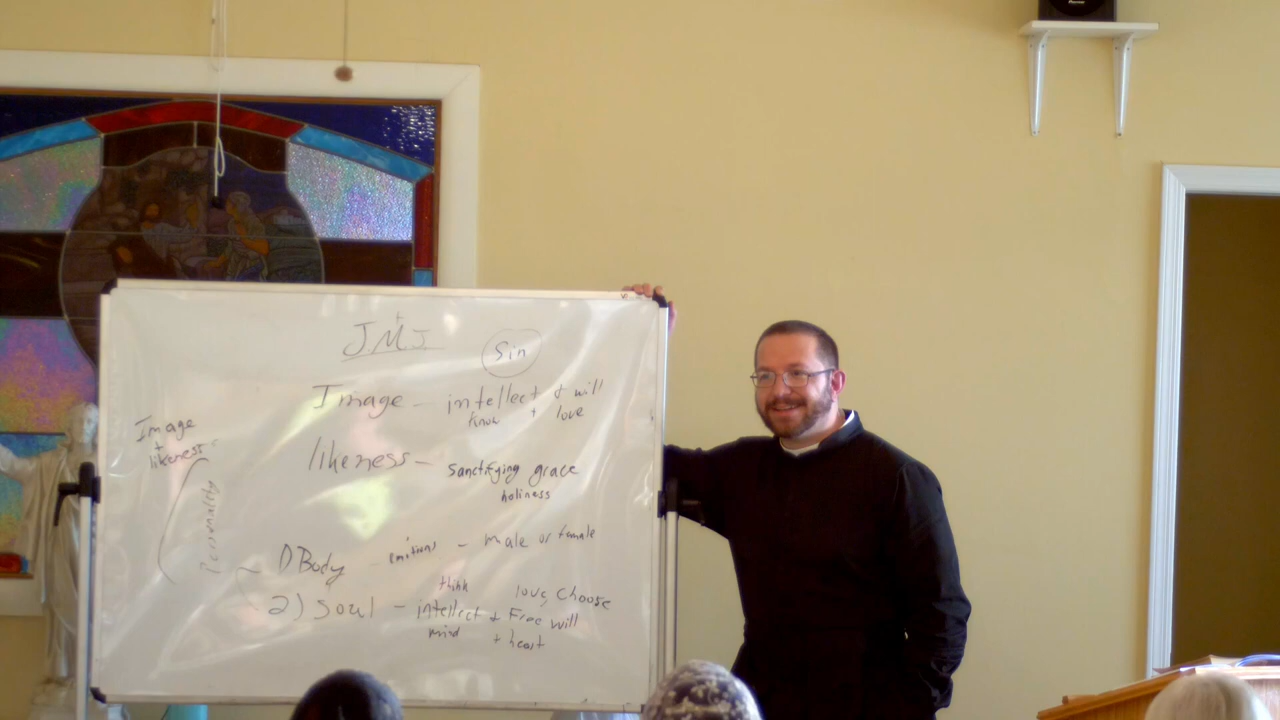 JMJ
Sin
Image - intellect + will
know + love
likeness - sanctifying grace
holiness
Image
+
likeness
personality
1) Body - emotions - male or female
think love, choose
2) soul - intellect + Free will
mind + heart
Pioneer